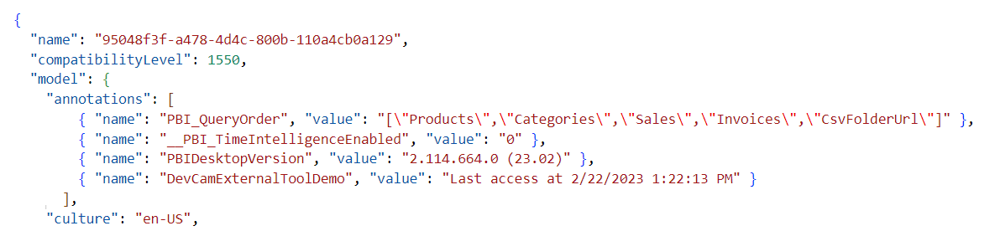 {
"name": "95048f3f-a478-4d4c-800b-110a4cb0a129",
"compatibilityLevel": 1550,
"model": {
"annotations": [
{ "name": "PBI_QueryOrder", "value": "[\"Products\",\"Categories\",\"Sales\",\"Invoices\",\"CsvFolderUrl\"]" },
{ "name": "__PBI_TimeIntelligenceEnabled", "value": "0" },
{ "name": "PBIDesktopVersion", "value": "2.114.664.0 (23.02)" },
{ "name": "DevCamExternalToolDemo", "value": "Last access at 2/22/2023 1:22:13 PM" }
],
"culture": "en-US",